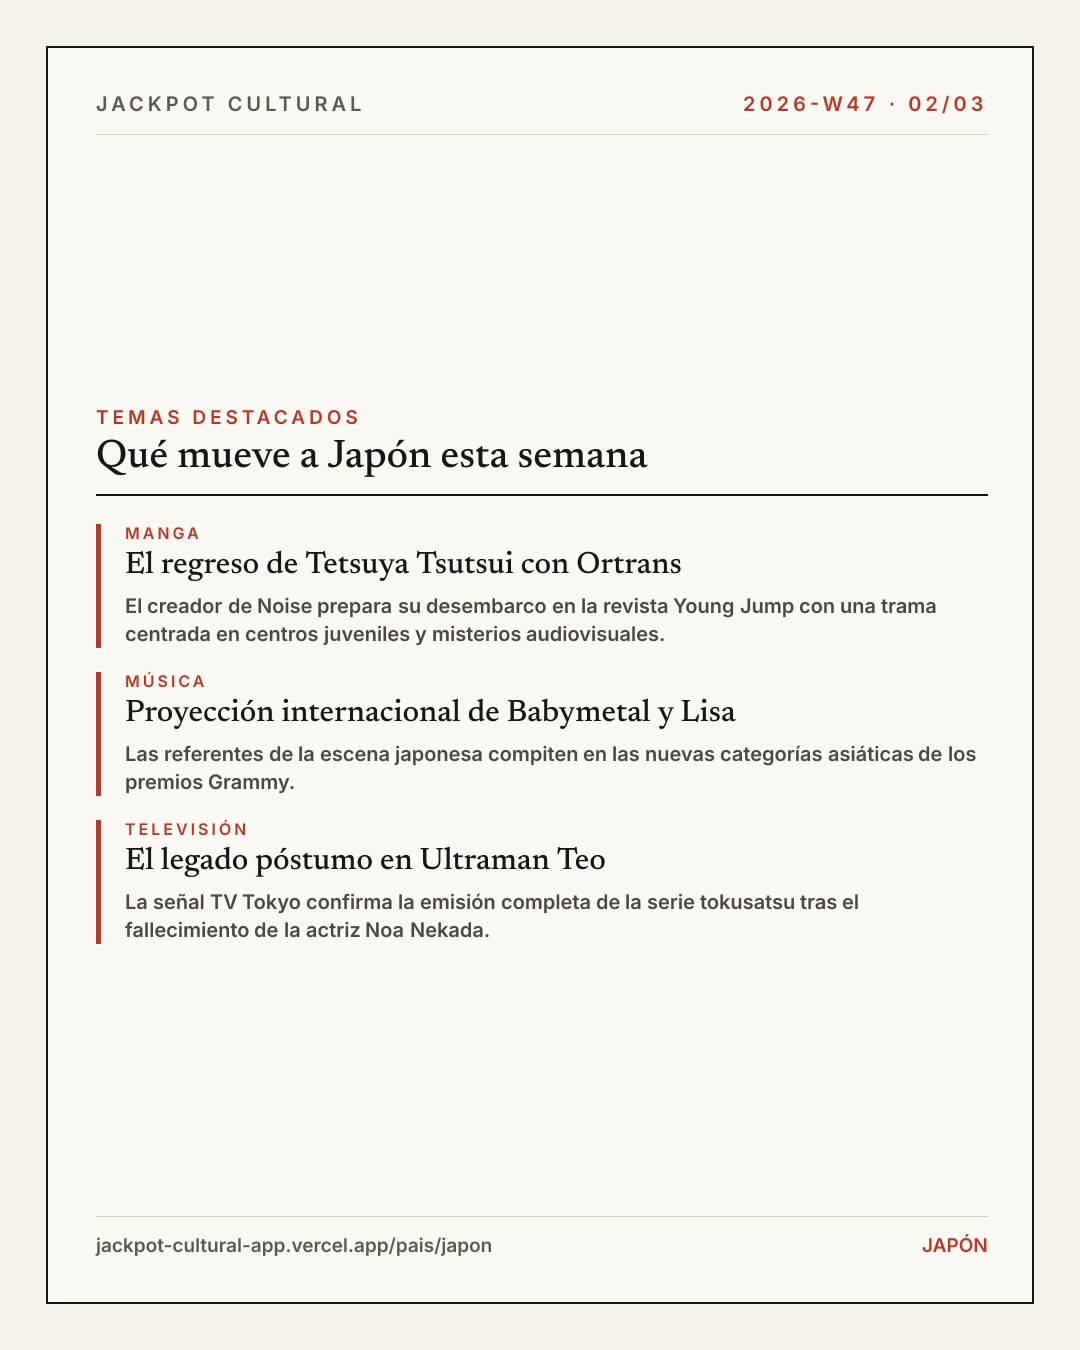 JACKPOT CULTURAL
2026-W47 · 02/03
TEMAS DESTACADOS
Qué mueve a Japón esta semana
MANGA
El regreso de Tetsuya Tsutsui con Ortrans
El creador de Noise prepara su desembarco en la revista Young Jump con una trama
centrada en centros juveniles y misterios audiovisuales.
MÚSICA
Proyección internacional de Babymetal y Lisa
Las referentes de la escena japonesa compiten en las nuevas categorías asiáticas de los
premios Grammy.
TELEVISIÓN
El legado póstumo en Ultraman Teo
La señal TV Tokyo confirma la emisión completa de la serie tokusatsu tras el
fallecimiento de la actriz Noa Nekada.
jackpot-cultural-app.vercel.app/pais/japon
JAPÓN